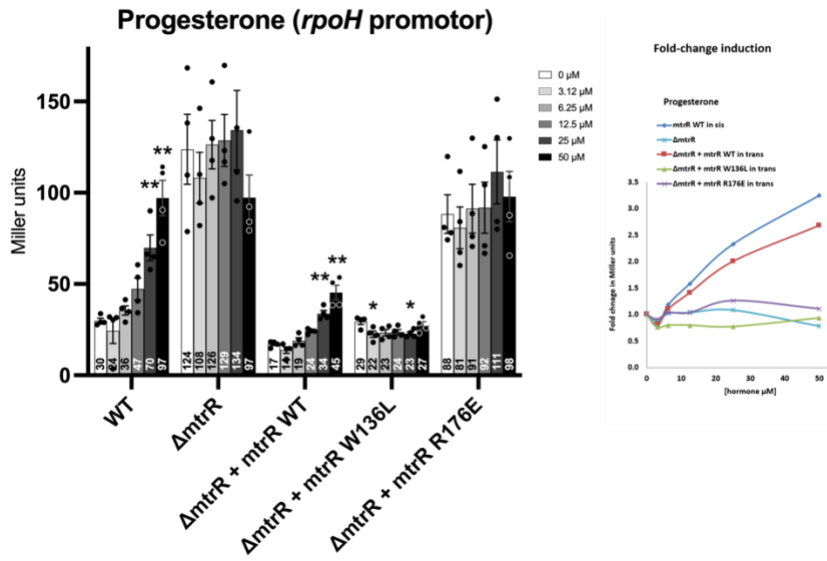 Progesterone (rpoH promotor)
Miller units
150
100
50
0
** ** ** ** * *
30 24 36 47 70 97
124 108 126 129 134 97
17 14 19 24 34 45
29 22 23 24 23 27
88 81 91 92 111 98
WT
ΔmtrR
ΔmtrR + mtrR WT
ΔmtrR + mtrR W136L
ΔmtrR + mtrR R176E
0 µM
3.12 µM
6.25 µM
12.5 µM
25 µM
50 µM
Fold-change induction
Progesterone
mtrR WT in cis
ΔmtrR
ΔmtrR + mtrR WT in trans
ΔmtrR + mtrR W136L in trans
ΔmtrR + mtrR R176E in trans
Fold chnage in Miller units
3.5
3.0
2.5
2.0
1.5
1.0
0.5
0.0
0 10 20 30 40 50
[hormone µM]